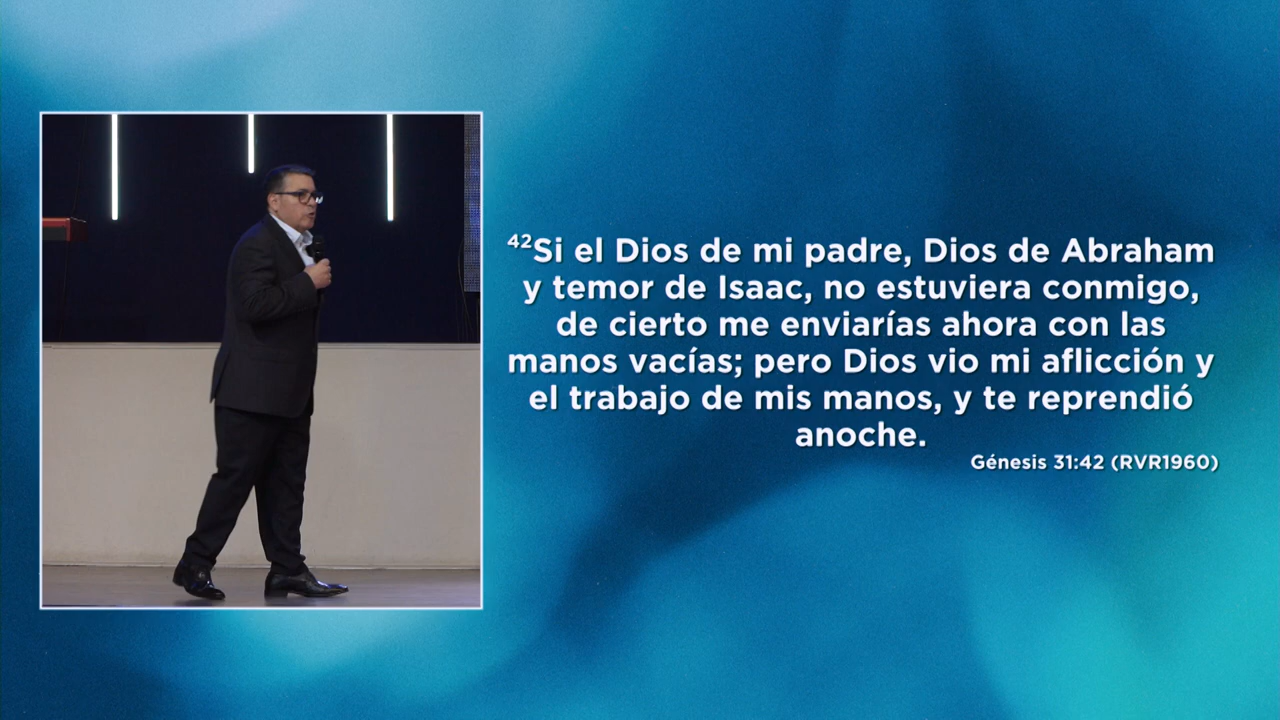 ⁴²Si el Dios de mi padre, Dios de Abraham
y temor de Isaac, no estuviera conmigo,
de cierto me enviarías ahora con las
manos vacías; pero Dios vio mi aflicción y
el trabajo de mis manos, y te reprendió
anoche.
Génesis 31:42 (RVR1960)